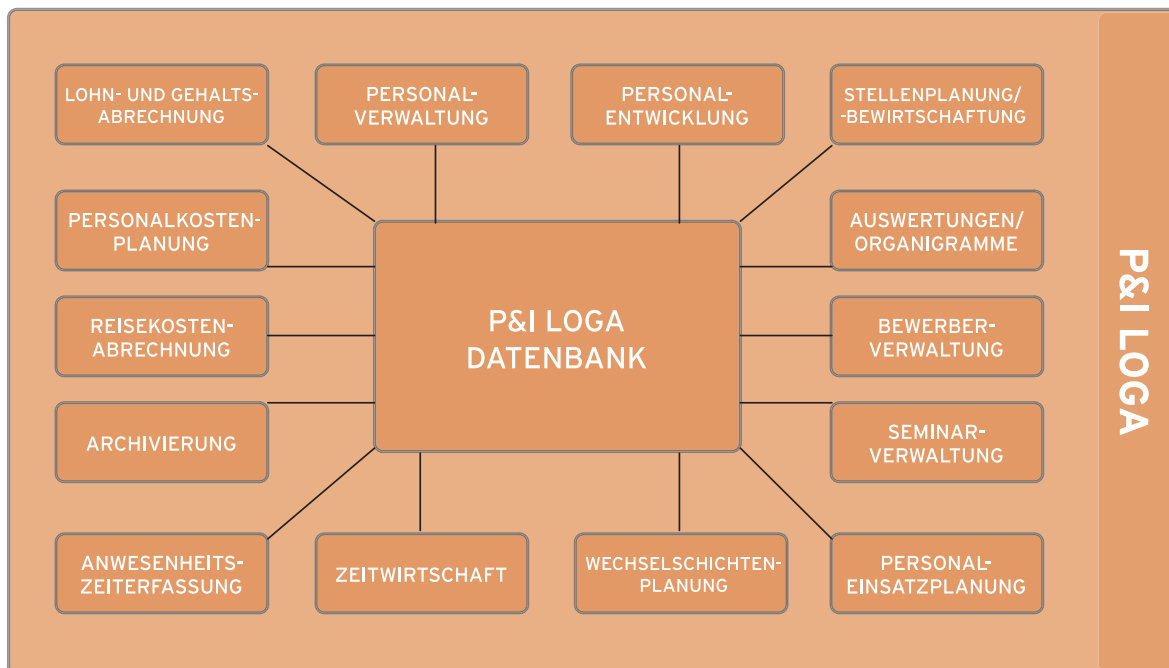 LOHN- UND GEHALTS-
ABRECHNUNG
PERSONAL-
VERWALTUNG
PERSONAL-
ENTWICKLUNG
STELLENPLANUNG/
-BEWIRTSCHAFTUNG
PERSONALKOSTEN-
PLANUNG
AUSWERTUNGEN/
ORGANIGRAMME
REISEKOSTEN-
ABRECHNUNG
P&I LOGA
DATENBANK
BEWERBER-
VERWALTUNG
ARCHIVIERUNG
SEMINAR-
VERWALTUNG
ANWESENHEITS-
ZEITERFASSUNG
ZEITWIRTSCHAFT
WECHSELSCHICHTEN-
PLANUNG
PERSONAL-
EINSATZPLANUNG
P&I LOGA